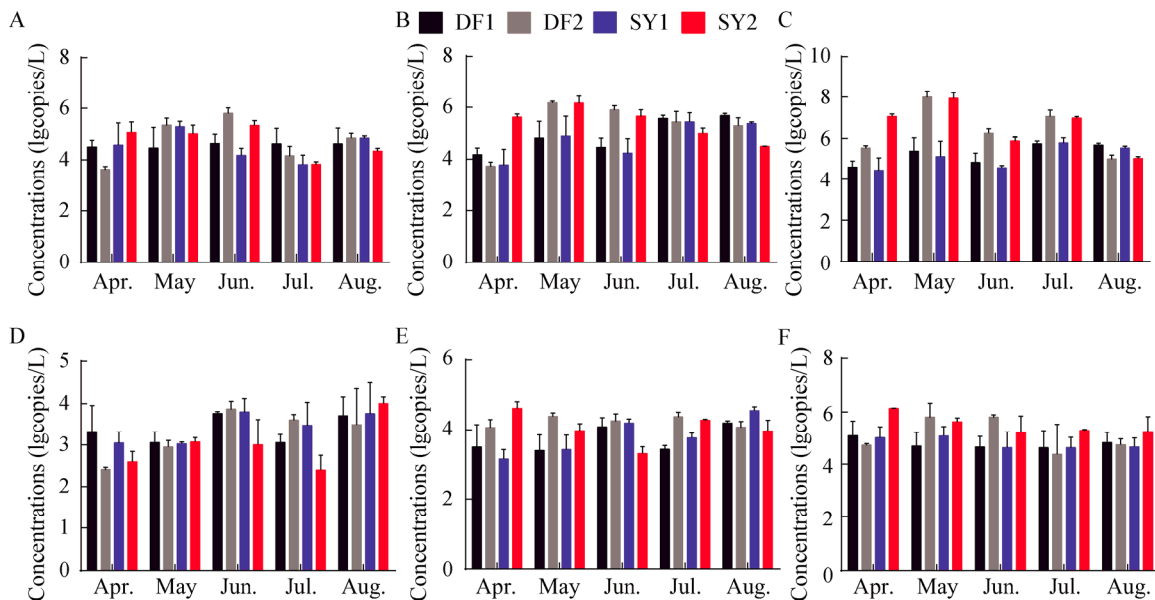 A
B
DF1 DF2 SY1 SY2
C
Concentrations (lgcopies/L)
8
6
4
2
0
Apr. May Jun. Jul. Aug.
Concentrations (lgcopies/L)
8
6
4
2
0
Apr. May Jun. Jul. Aug.
Concentrations (lgcopies/L)
10
8
6
4
2
0
Apr. May Jun. Jul. Aug.
D
Concentrations (lgcopies/L)
5
4
3
2
1
0
Apr. May Jun. Jul. Aug.
E
Concentrations (lgcopies/L)
6
4
2
0
Apr. May Jun. Jul. Aug.
F
Concentrations (lgcopies/L)
8
6
4
2
0
Apr. May Jun. Jul. Aug.